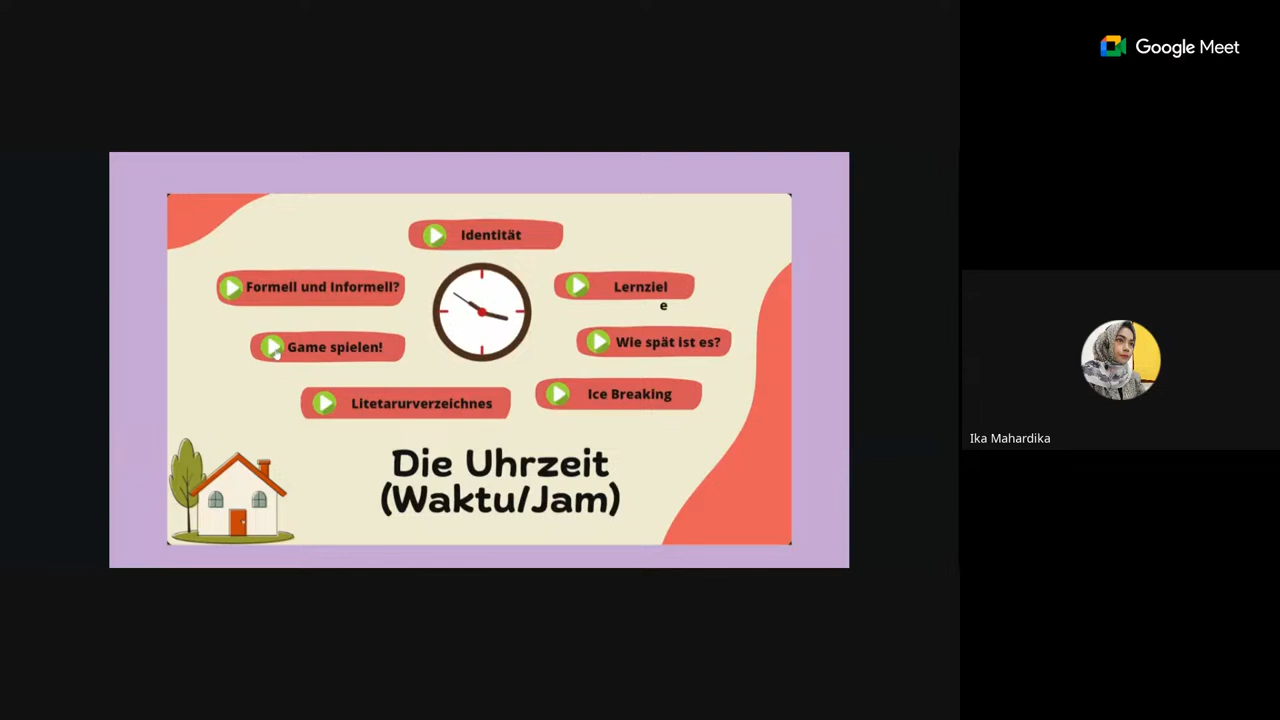 Google Meet
Identität
Formell und Informell?
Lernziel
e
Game spielen!
Wie spät ist es?
Litetarurverzeichnes
Ice Breaking
Die Uhrzeit
(Waktu/Jam)
Ika Mahardika